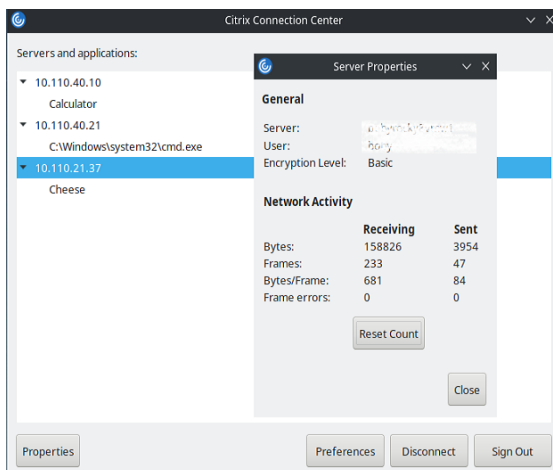 Citrix Connection Center
Servers and applications:
10.110.40.10
Calculator
10.110.40.21
C:\Windows\system32\cmd.exe
10.110.21.37
Cheese
Server Properties
General
Server:
User:
Encryption Level: Basic
Network Activity
Receiving Sent
Bytes: 158826 3954
Frames: 233 47
Bytes/Frame: 681 84
Frame errors: 0 0
Reset Count
Close
Properties Preferences Disconnect Sign Out